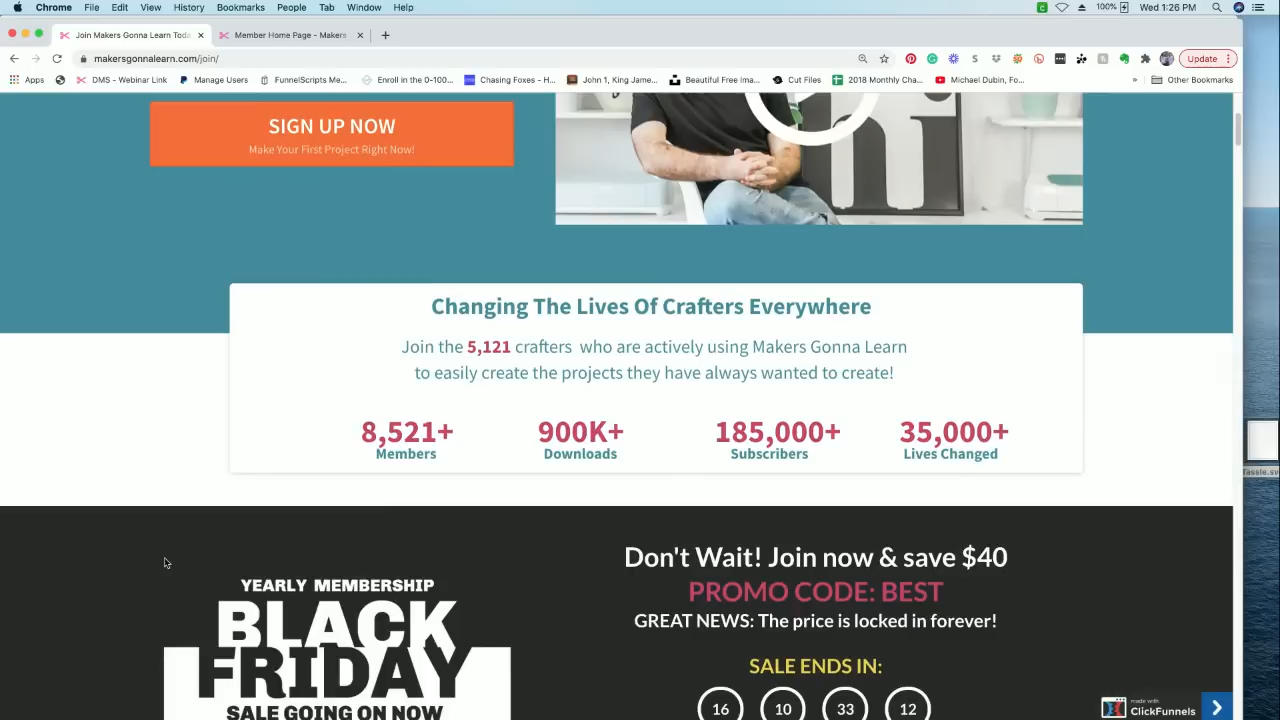 Chrome File Edit View History Bookmarks People Tab Window Help 100% Wed 1:26 PM
Join Makers Gonna Learn Toda Member Home Page - Makers
makersgonnalearn.com/join/ Update
Apps DMS - Webinar Link Manage Users FunnelScripts Me... Enroll in the 0-100... Chasing Foxes - H... John 1, King Jame... Beautiful Free Ima... Cut Files 2018 Monthly Cha... Michael Dubin, Fo... » Other Bookmarks
SIGN UP NOW
Make Your First Project Right Now!
h
Changing The Lives Of Crafters Everywhere
Join the 5,121 crafters who are actively using Makers Gonna Learn
to easily create the projects they have always wanted to create!
8,521+ 900K+ 185,000+ 35,000+
Members Downloads Subscribers Lives Changed
Tassle.sv
Don't Wait! Join now & save $40
PROMO CODE: BEST
GREAT NEWS: The price is locked in forever!
SALE ENDS IN:
16 10 33 12
YEARLY MEMBERSHIP
BLACK
FRIDAY
SALE GOING ON NOW
made with
ClickFunnels